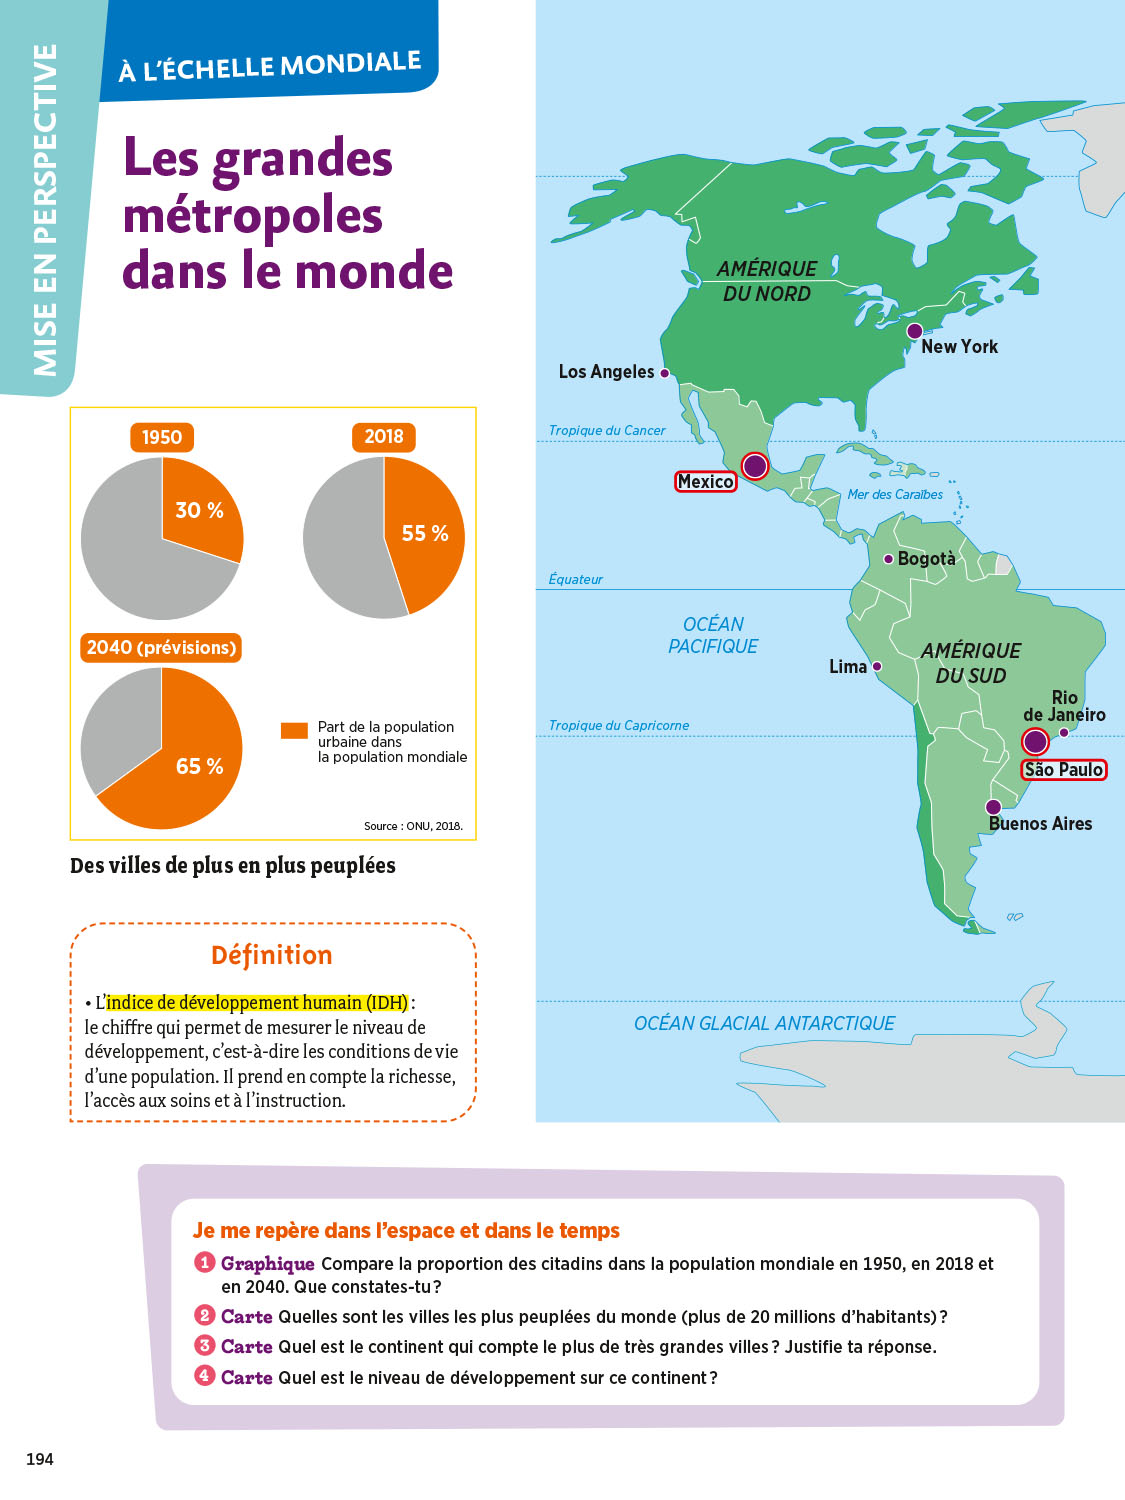 MISE EN PERSPECTIVE
À L'ÉCHELLE MONDIALE
Les grandes
métropoles
dans le monde
1950
30 %
2018
55 %
2040 (prévisions)
65 %
Part de la population
urbaine dans
la population mondiale
Source : ONU, 2018.
Des villes de plus en plus peuplées
Définition
• L'indice de développement humain (IDH) :
le chiffre qui permet de mesurer le niveau de
développement, c'est-à-dire les conditions de vie
d'une population. Il prend en compte la richesse,
l'accès aux soins et à l'instruction.
AMÉRIQUE
DU NORD
New York
Los Angeles
Tropique du Cancer
Mexico
Mer des Caraïbes
Bogotà
Équateur
OCÉAN
PACIFIQUE
Lima
AMÉRIQUE
DU SUD
Rio
de Janeiro
Tropique du Capricorne
São Paulo
Buenos Aires
OCÉAN GLACIAL ANTARCTIQUE
Je me repère dans l'espace et dans le temps
1 Graphique Compare la proportion des citadins dans la population mondiale en 1950, en 2018 et
en 2040. Que constates-tu ?
2 Carte Quelles sont les villes les plus peuplées du monde (plus de 20 millions d'habitants) ?
3 Carte Quel est le continent qui compte le plus de très grandes villes ? Justifie ta réponse.
4 Carte Quel est le niveau de développement sur ce continent ?
194